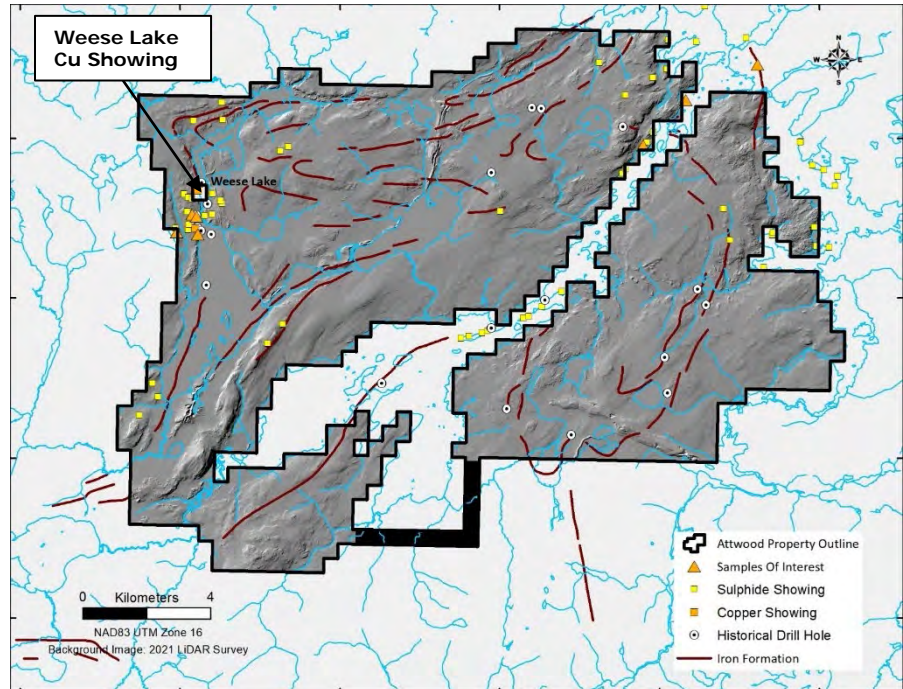 Weese Lake
Cu Showing
N
W E
S
Weese Lake
Attwood Property Outline
Samples Of Interest
Sulphide Showing
Copper Showing
Historical Drill Hole
Iron Formation
0 Kilometers 4
NAD83 UTM Zone 16
Background Image: 2021 LiDAR Survey